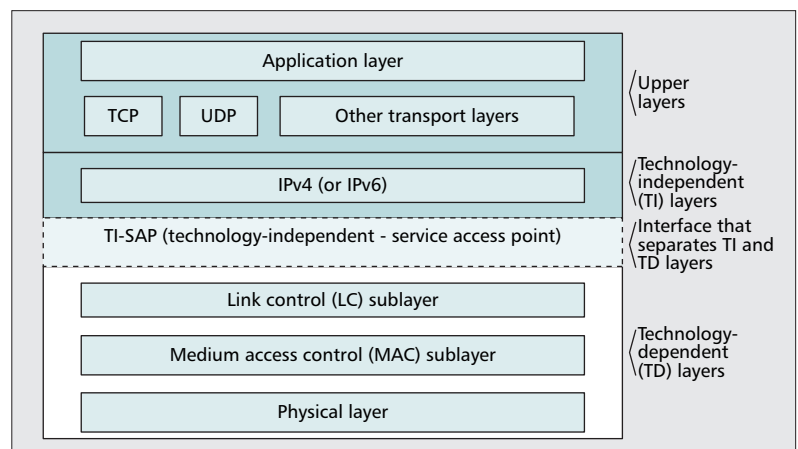 Application layer
TCP
UDP
Other transport layers
Upper
layers
IPv4 (or IPv6)
Technology-
independent
(TI) layers
TI-SAP (technology-independent - service access point)
Interface that
separates TI and
TD layers
Link control (LC) sublayer
Medium access control (MAC) sublayer
Technology-
dependent
(TD) layers
Physical layer